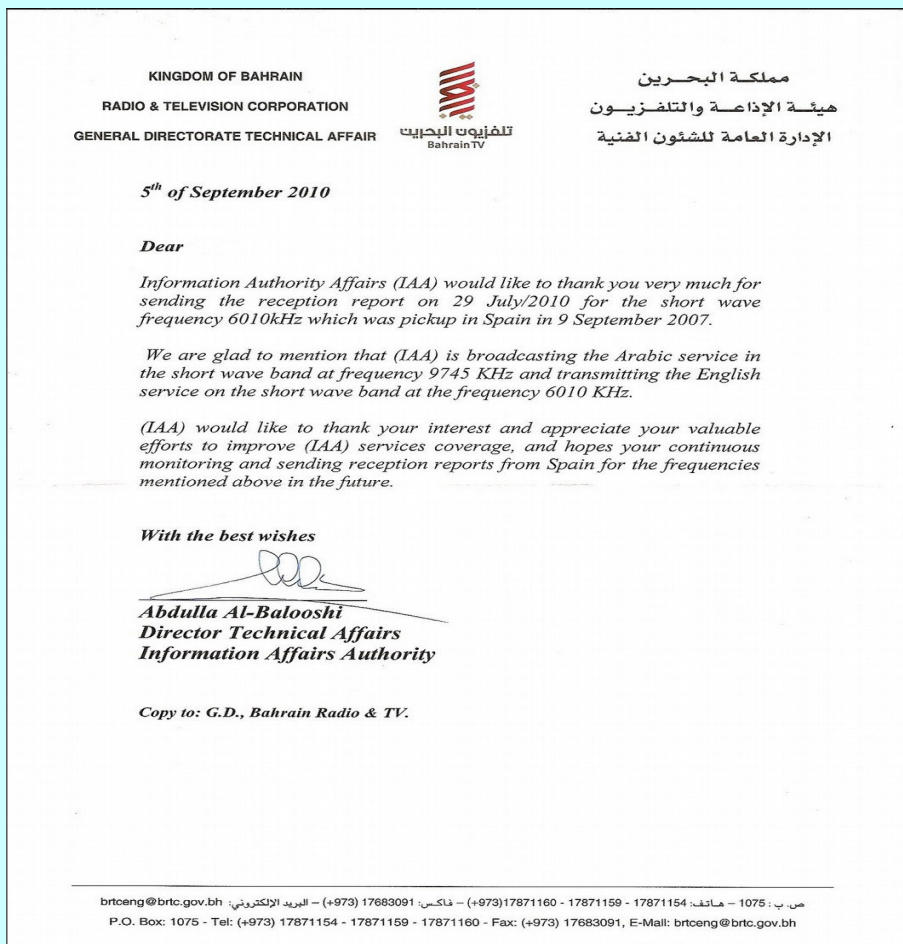 KINGDOM OF BAHRAIN
RADIO & TELEVISION CORPORATION
GENERAL DIRECTORATE TECHNICAL AFFAIR
تلفزيون البحرين
Bahrain TV
مملكة البحرين
هيئة الإذاعة والتلفزيون
الإدارة العامة للشئون الفنية
5th of September 2010
Dear
Information Authority Affairs (IAA) would like to thank you very much for
sending the reception report on 29 July/2010 for the short wave
frequency 6010kHz which was pickup in Spain in 9 September 2007.
We are glad to mention that (IAA) is broadcasting the Arabic service in
the short wave band at frequency 9745 KHz and transmitting the English
service on the short wave band at the frequency 6010 KHz.
(IAA) would like to thank your interest and appreciate your valuable
efforts to improve (IAA) services coverage, and hopes your continuous
monitoring and sending reception reports from Spain for the frequencies
mentioned above in the future.
With the best wishes
Abdulla Al-Balooshi
Director Technical Affairs
Information Affairs Authority
Copy to: G.D., Bahrain Radio & TV.
ص. ب : 1075 – هاتف: 17871154 - 17871159 - 17871160 (973+) – فاكس: 17683091 (973+) – البريد الإلكتروني: brtceng@brtc.gov.bh
P.O. Box: 1075 - Tel: (+973) 17871154 - 17871159 - 17871160 - Fax: (+973) 17683091, E-Mail: brtceng@brtc.gov.bh